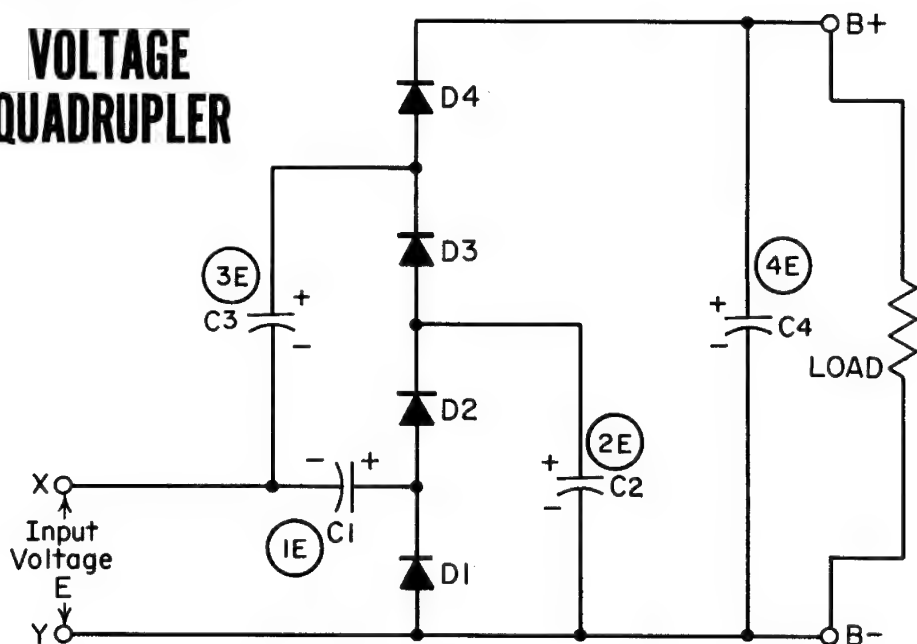 VOLTAGE
QUADRUPLER
B+
D4
D3
3E
+
C3
-
4E
+
C4
-
LOAD
D2
2E
+
C2
-
X
- +
C1
1E
Input
Voltage
E
D1
Y
B-